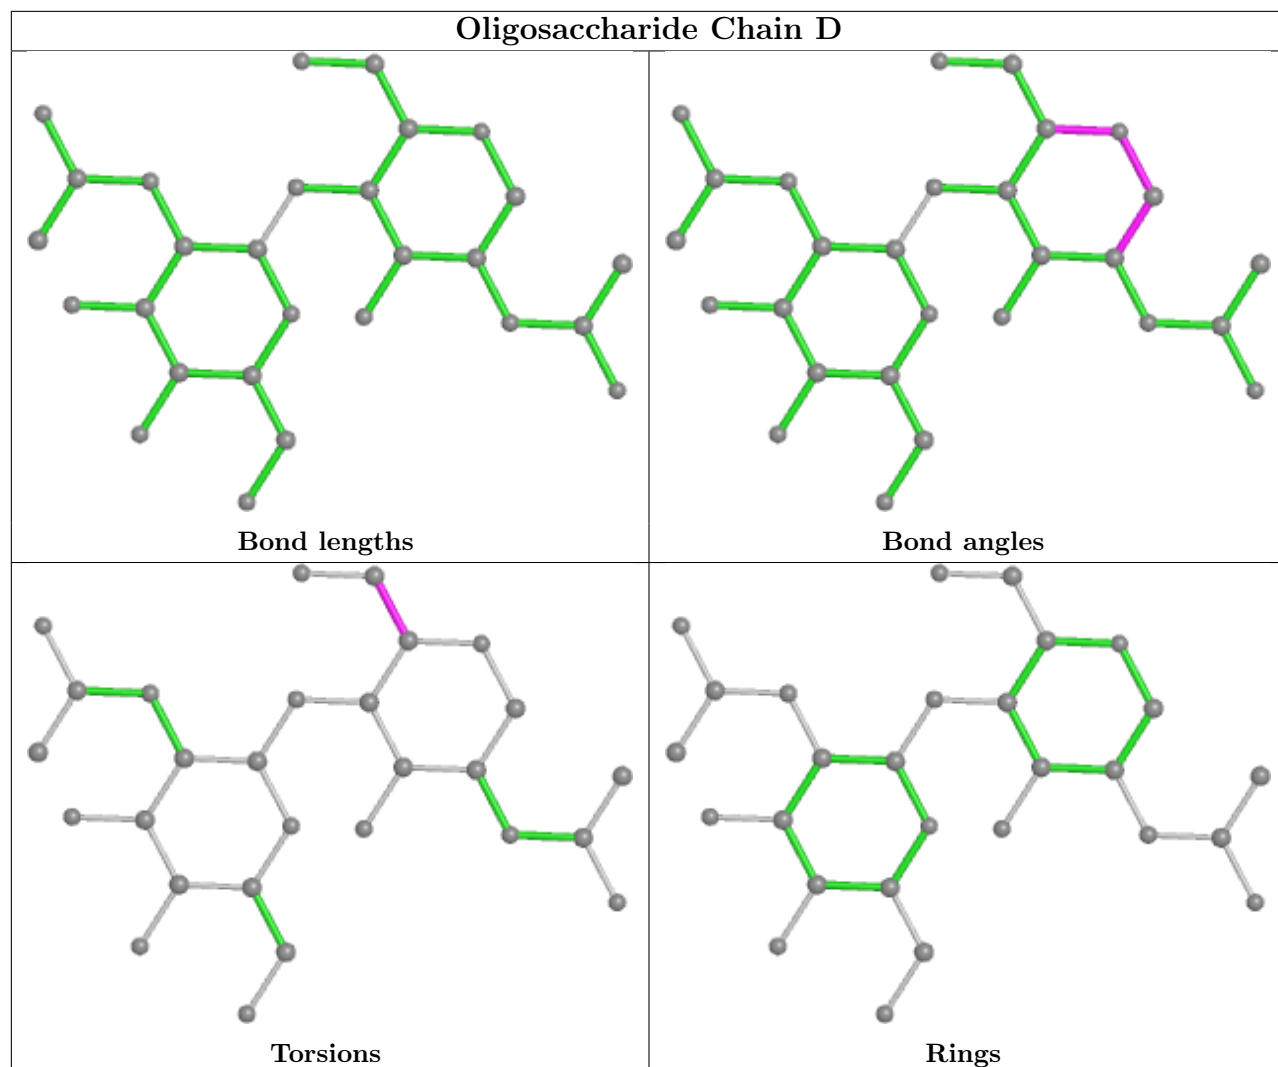 Oligosaccharide Chain D
Bond lengths
Bond angles
Torsions
Rings